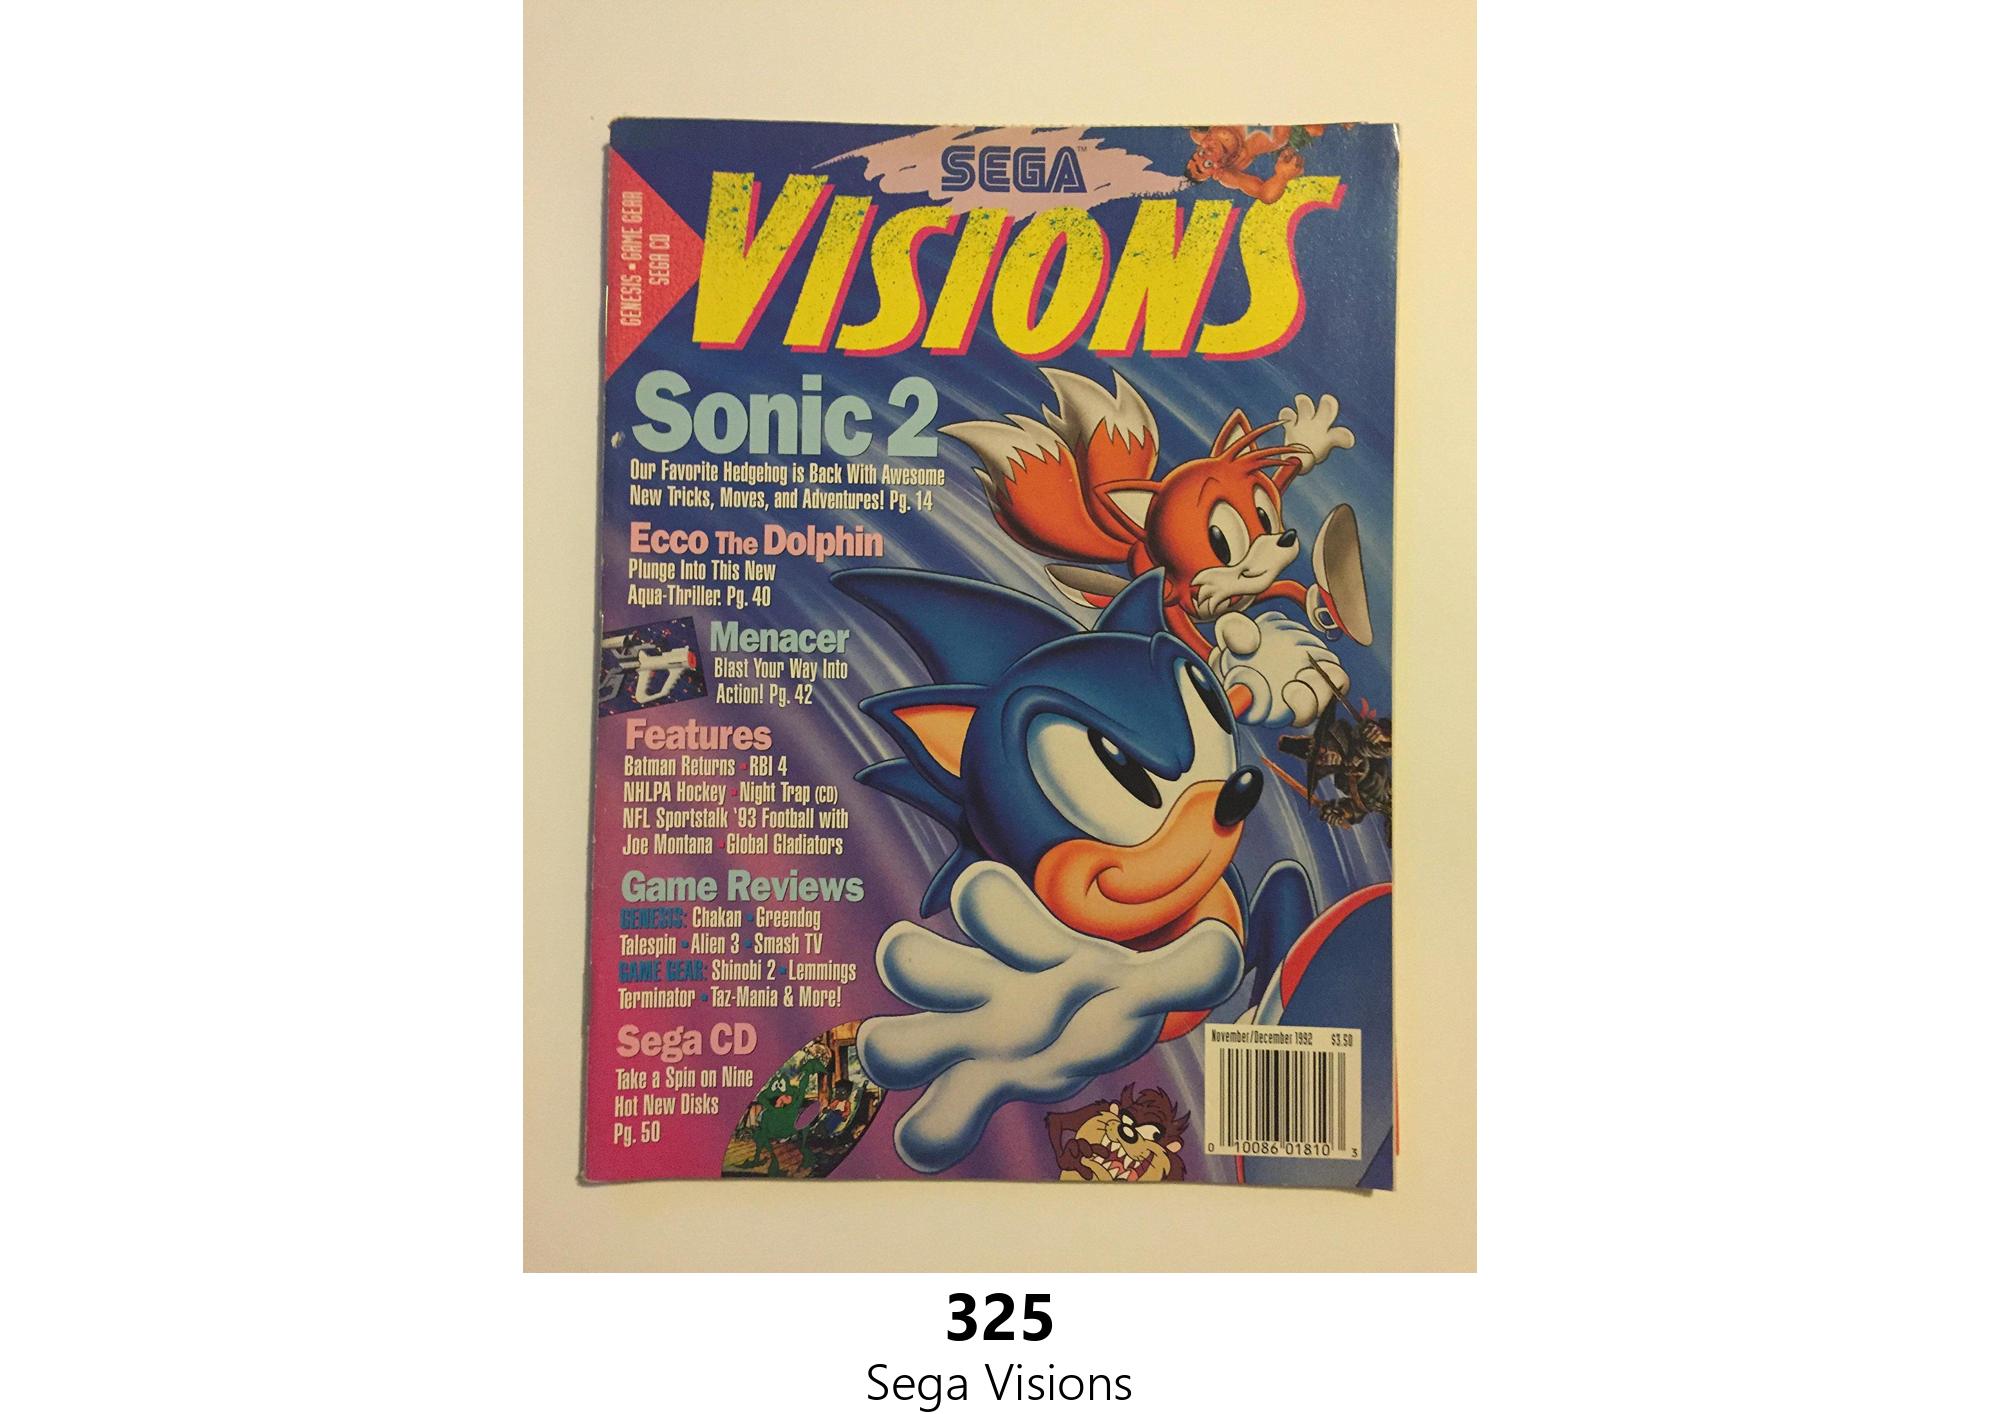 SEGA™
VISIONS
GENESIS • GAME GEAR
SEGA CD
Sonic 2
Our Favorite Hedgehog is Back With Awesome
New Tricks, Moves, and Adventures! Pg. 14
Ecco The Dolphin
Plunge Into This New
Aqua-Thriller. Pg. 40
Menacer
Blast Your Way Into
Action! Pg. 42
Features
Batman Returns • RBI 4
NHLPA Hockey • Night Trap (CD)
NFL Sportstalk '93 Football with
Joe Montana • Global Gladiators
Game Reviews
GENESIS: Chakan • Greendog
Talespin • Alien 3 • Smash TV
GAME GEAR: Shinobi 2 • Lemmings
Terminator • Taz-Mania & More!
Sega CD
Take a Spin on Nine
Hot New Disks
Pg. 50
November/December 1992 $3.50
0 10086 01810 3
325
Sega Visions